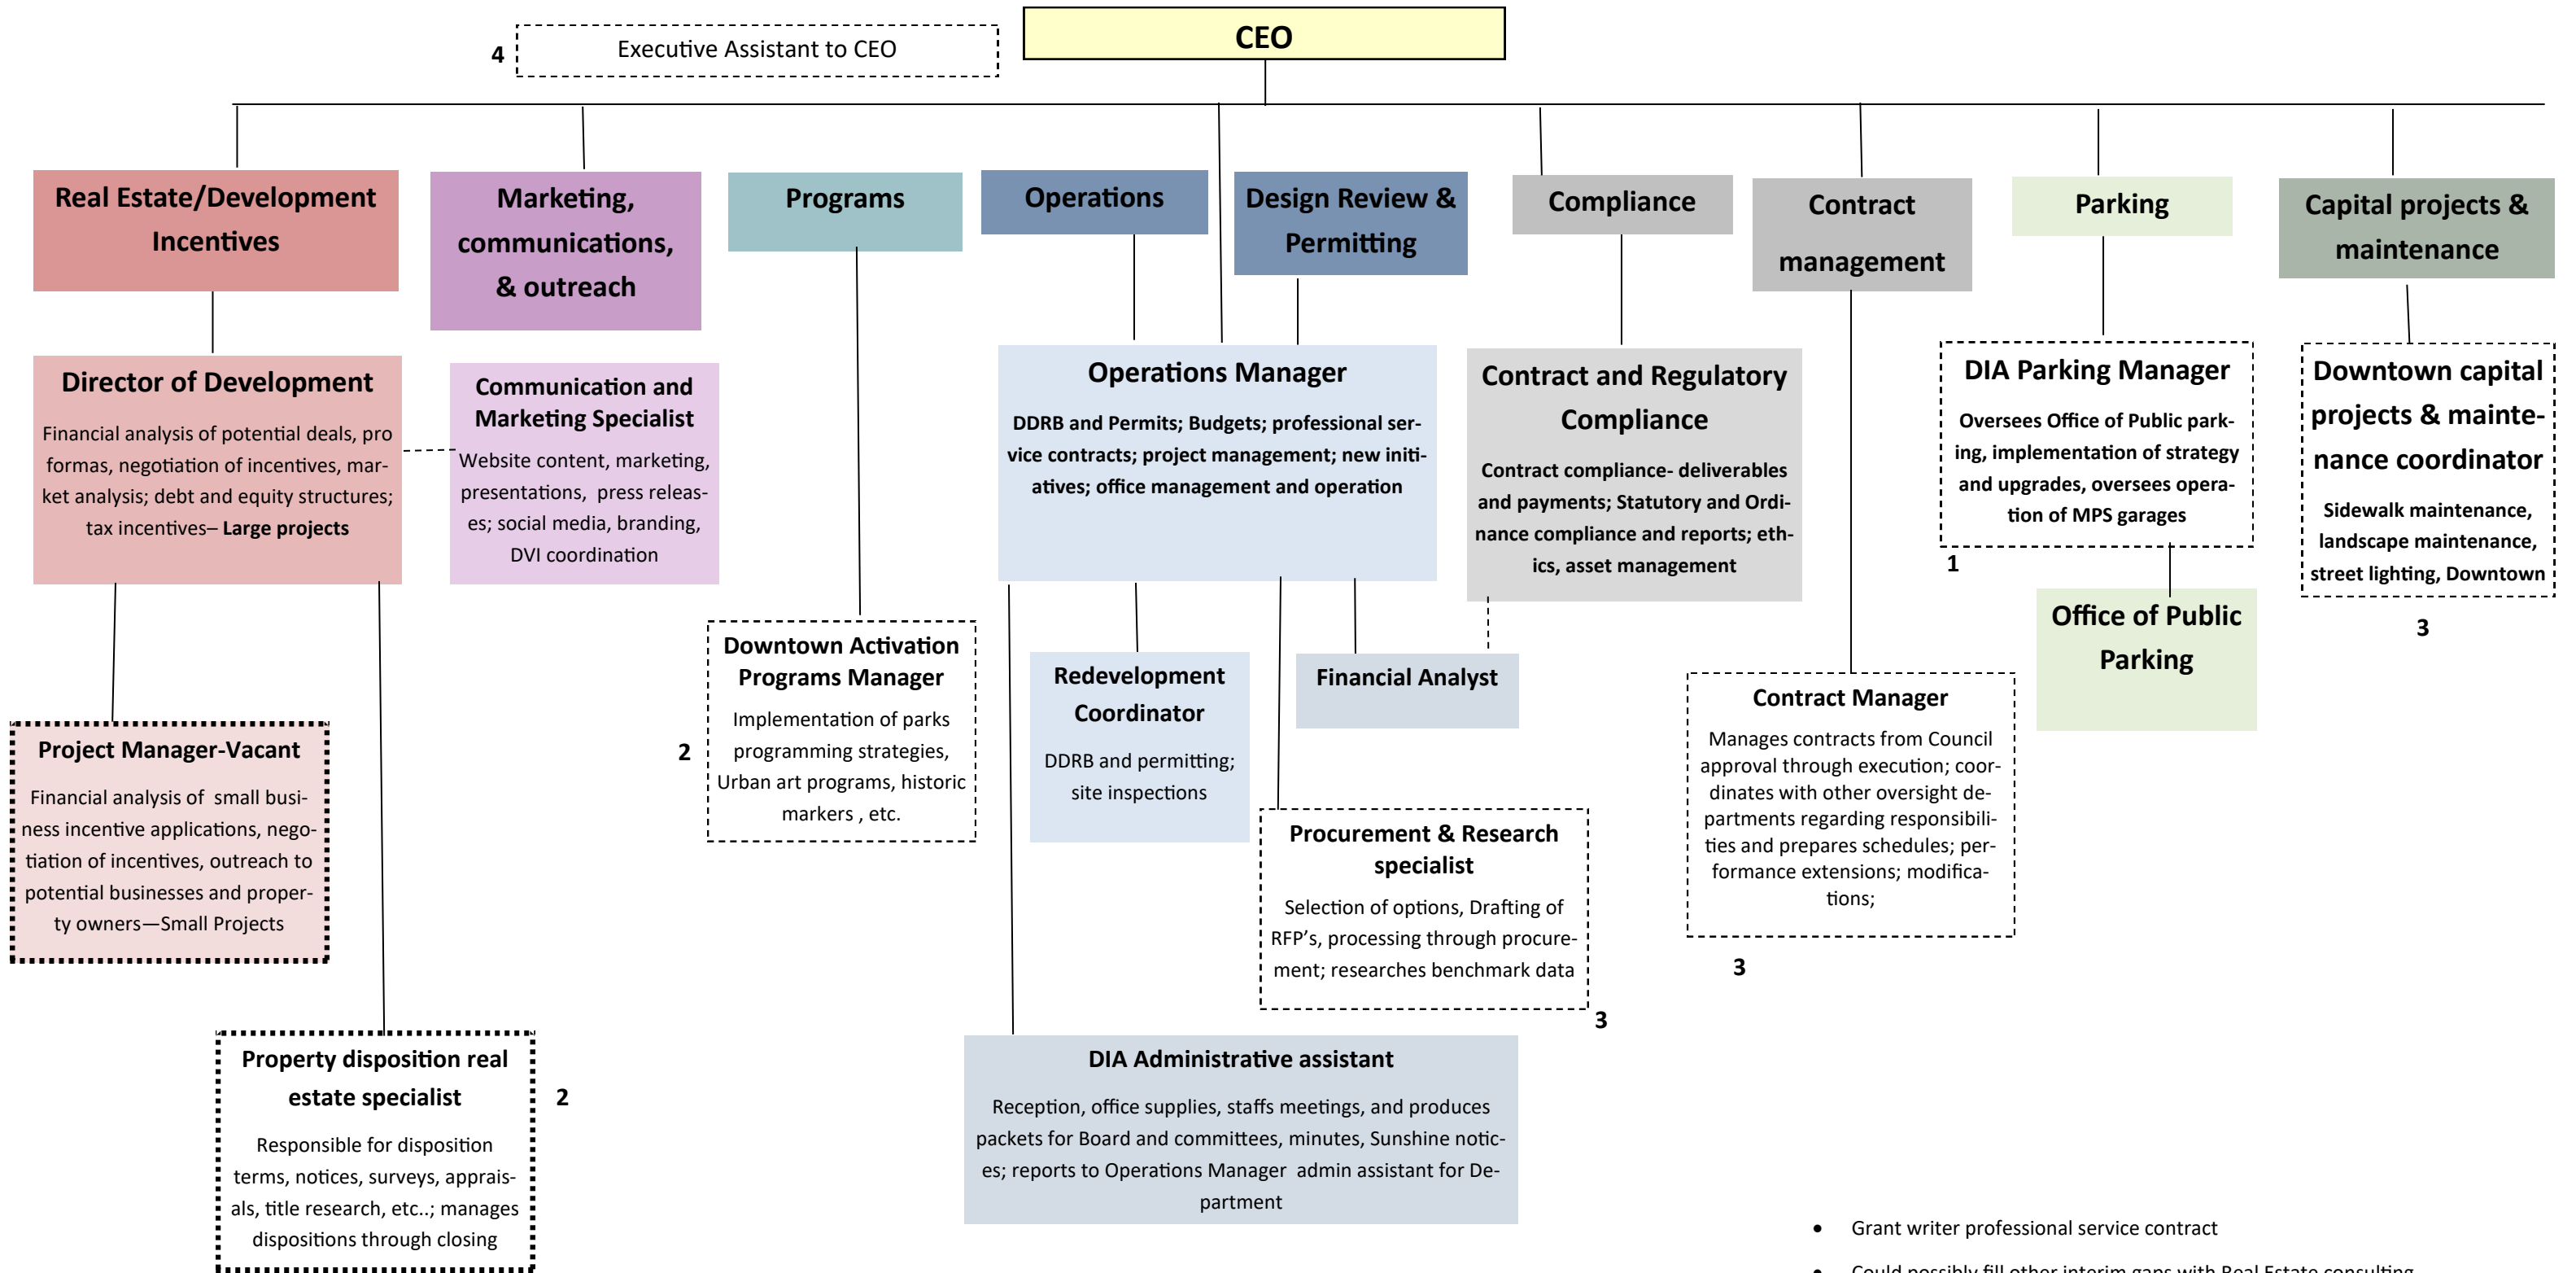 CEO
4
Executive Assistant to CEO
Real Estate/Development
Incentives
Marketing,
communications,
& outreach
Programs
Operations
Design Review &
Permitting
Compliance
Contract
management
Parking
Capital projects &
maintenance
Director of Development
Financial analysis of potential deals, pro
formas, negotiation of incentives, mar-
ket analysis; debt and equity structures;
tax incentives– Large projects
Communication and
Marketing Specialist
Website content, marketing,
presentations, press releas-
es; social media, branding,
DVI coordination
Operations Manager
DDRB and Permits; Budgets; professional ser-
vice contracts; project management; new initi-
atives; office management and operation
Contract and Regulatory
Compliance
Contract compliance- deliverables
and payments; Statutory and Ordi-
nance compliance and reports; eth-
ics, asset management
DIA Parking Manager
Oversees Office of Public park-
ing, implementation of strategy
and upgrades, oversees opera-
tion of MPS garages
1
Downtown capital
projects & mainte-
nance coordinator
Sidewalk maintenance,
landscape maintenance,
street lighting, Downtown
3
Office of Public
Parking
Downtown Activation
Programs Manager
Implementation of parks
programming strategies,
Urban art programs, historic
markers , etc.
2
Redevelopment
Coordinator
DDRB and permitting;
site inspections
Financial Analyst
Contract Manager
Manages contracts from Council
approval through execution; coor-
dinates with other oversight de-
partments regarding responsibili-
ties and prepares schedules; per-
formance extensions; modifica-
tions;
3
Project Manager-Vacant
Financial analysis of small busi-
ness incentive applications, nego-
tiation of incentives, outreach to
potential businesses and proper-
ty owners—Small Projects
Procurement & Research
specialist
Selection of options, Drafting of
RFP's, processing through procure-
ment; researches benchmark data
3
Property disposition real
estate specialist
Responsible for disposition
terms, notices, surveys, apprais-
als, title research, etc..; manages
dispositions through closing
2
DIA Administrative assistant
Reception, office supplies, staffs meetings, and produces
packets for Board and committees, minutes, Sunshine notic-
es; reports to Operations Manager admin assistant for De-
partment
• Grant writer professional service contract
• Could possibly fill other interim gaps with Real Estate consulting